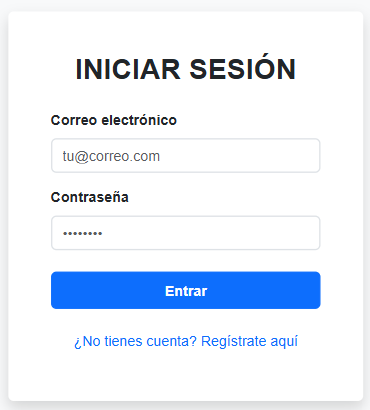 INICIAR SESIÓN
Correo electrónico
tu@correo.com
Contraseña
••••••••
Entrar
¿No tienes cuenta? Regístrate aquí